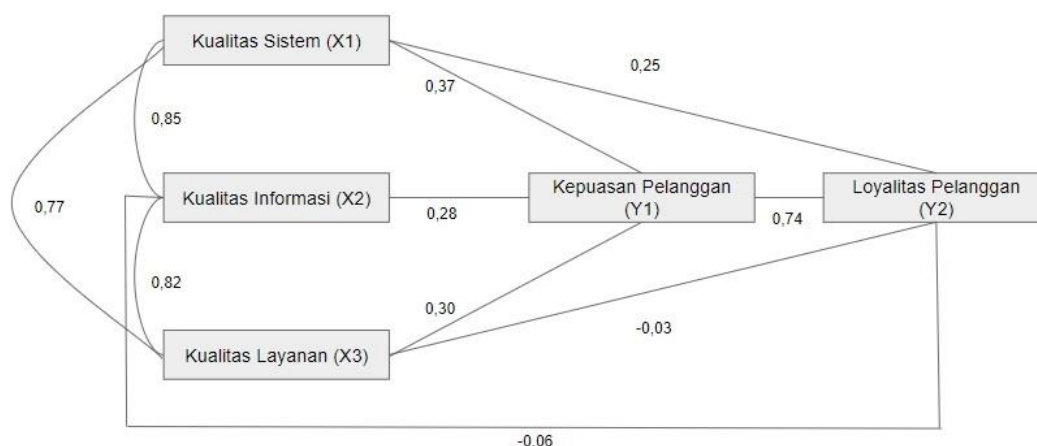 Kualitas Sistem (X1)
0,25
0,37
0,85
Kualitas Informasi (X2)
Kepuasan Pelanggan
(Y1)
Loyalitas Pelanggan
(Y2)
0,77
0,28
0,74
0,82
0,30
-0,03
Kualitas Layanan (X3)
-0,06